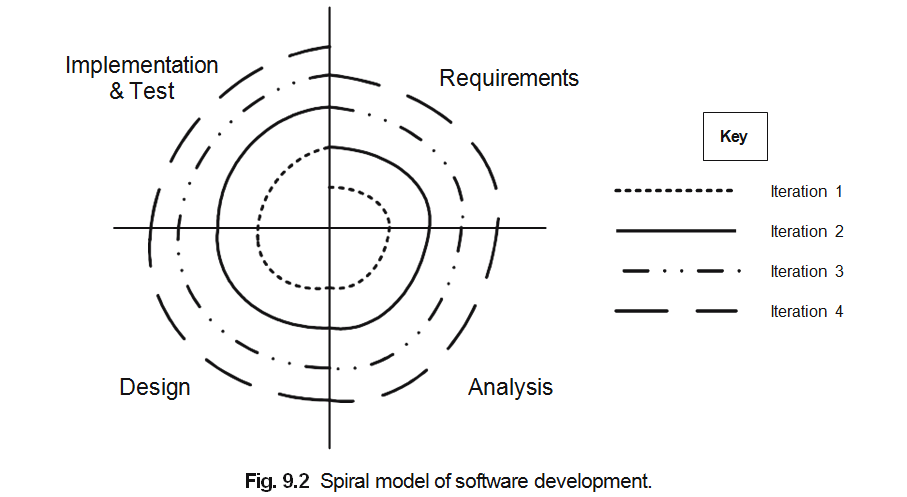 Implementation
& Test
Requirements
Key
Iteration 1
Iteration 2
Iteration 3
Iteration 4
Design
Analysis
Fig. 9.2 Spiral model of software development.